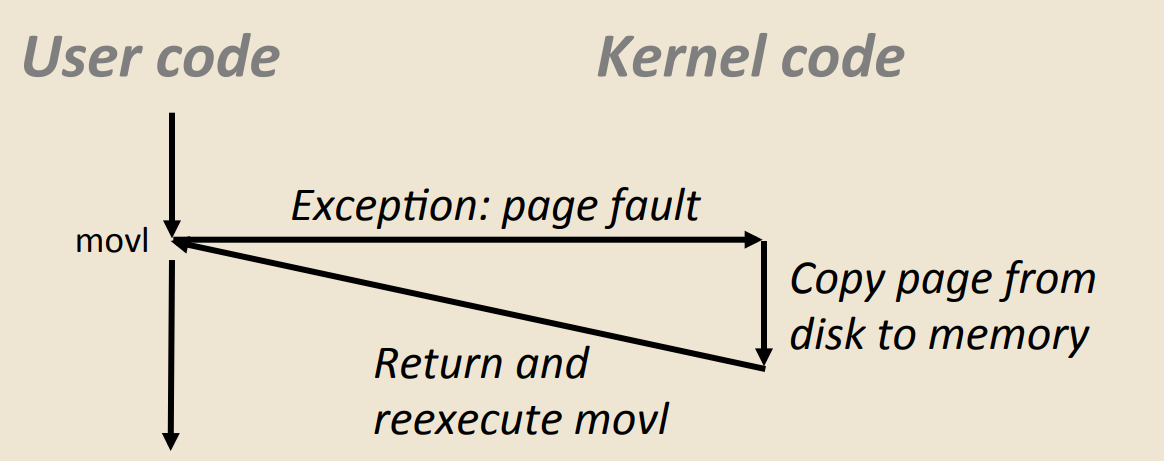 User code
Kernel code
Exception: page fault
movl
Copy page from
disk to memory
Return and
reexecute movl